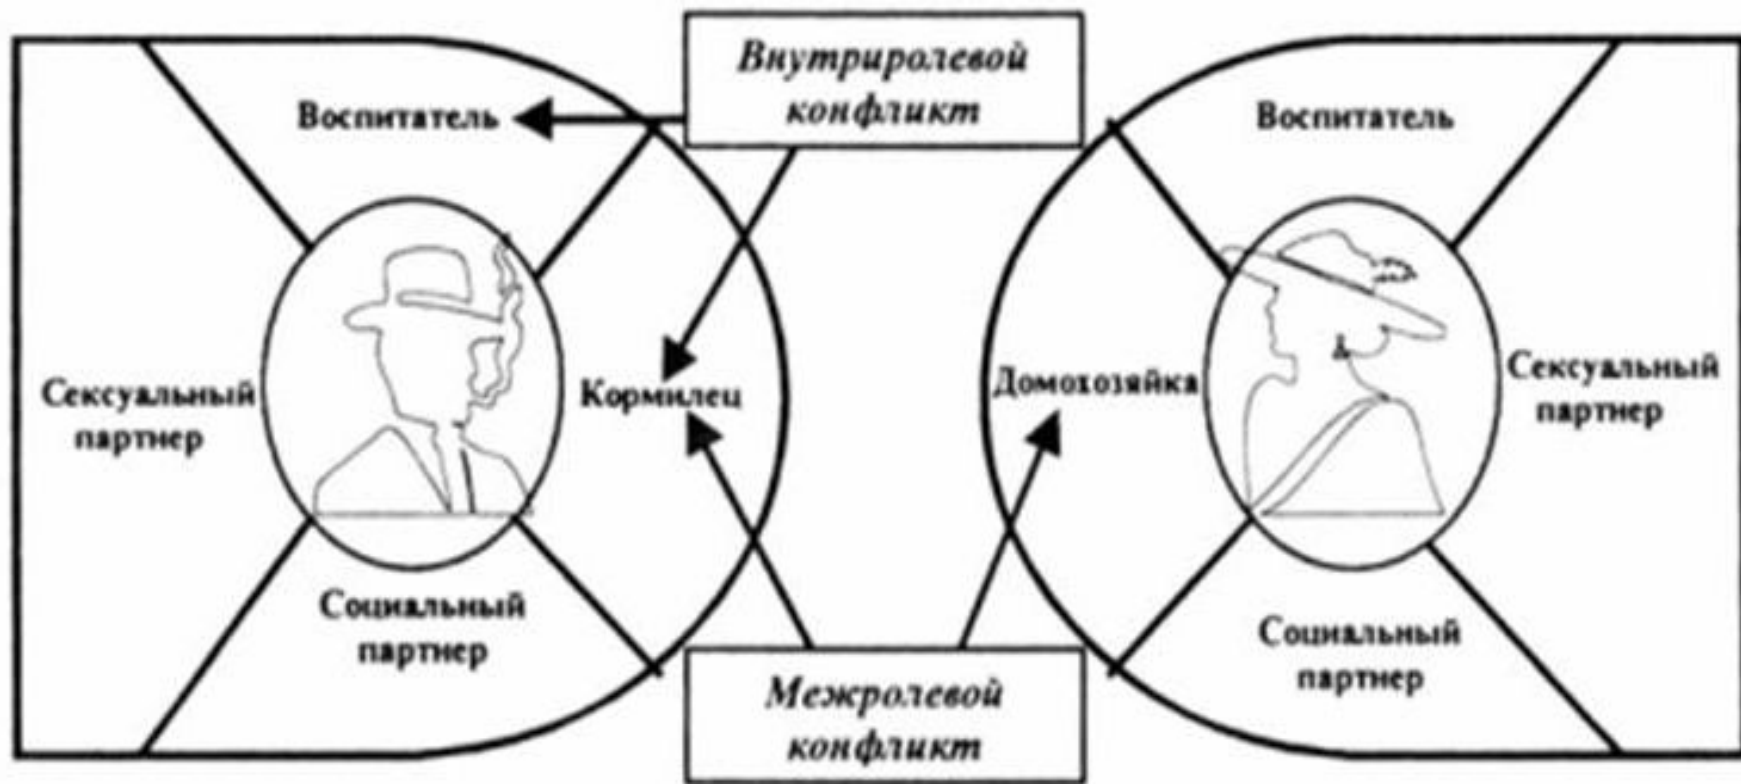 Внутриролевой
конфликт
Воспитатель
Воспитатель
Сексуальный
партнер
Кормилец
Домохозяйка
Сексуальный
партнер
Социальный
партнер
Социальный
партнер
Межролевой
конфликт